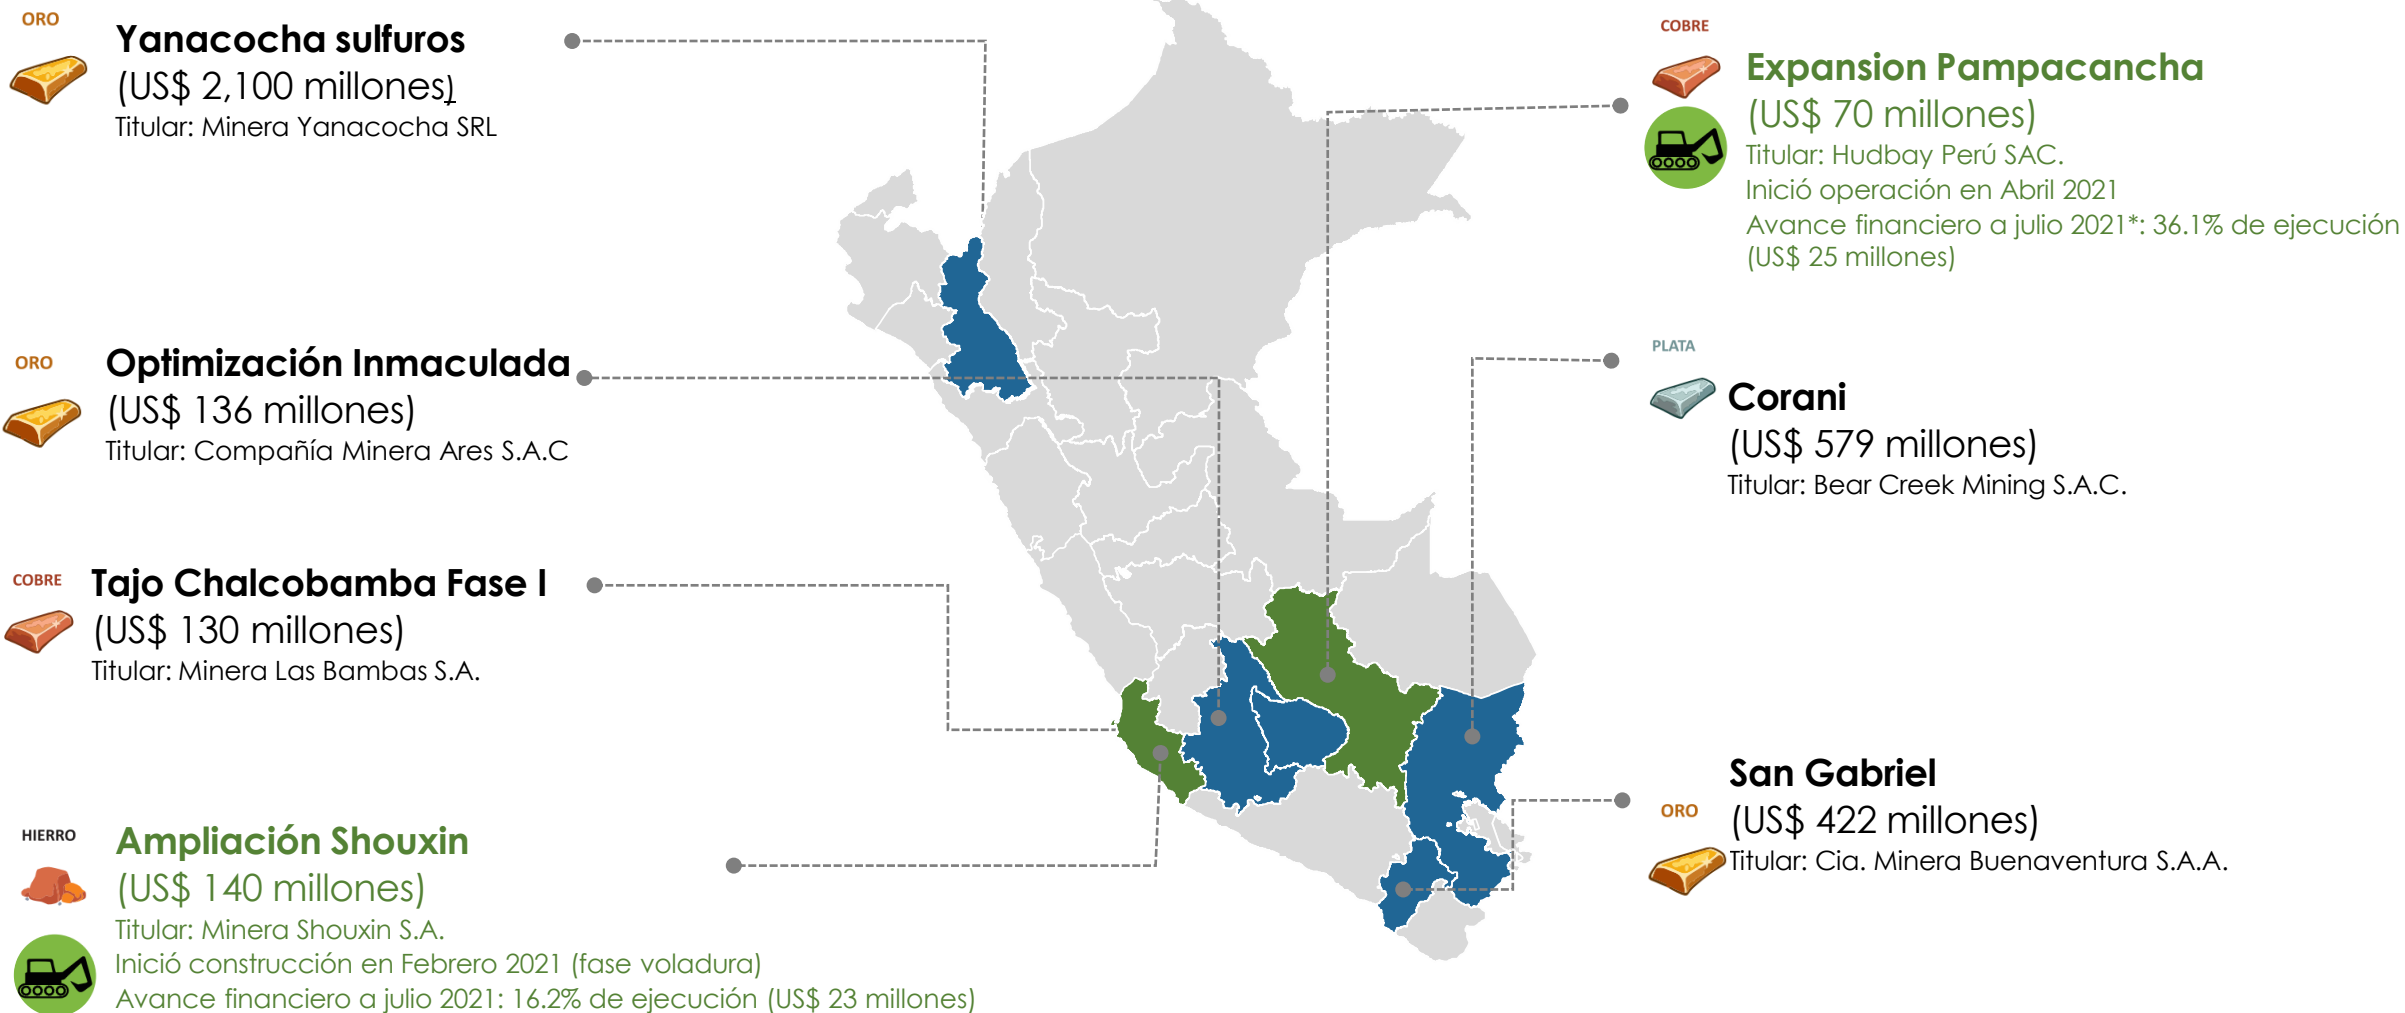 ORO
Yanacocha sulfuros
(US$ 2,100 millones)
Titular: Minera Yanacocha SRL
ORO
Optimización Inmaculada
(US$ 136 millones)
Titular: Compañía Minera Ares S.A.C
COBRE
Tajo Chalcobamba Fase I
(US$ 130 millones)
Titular: Minera Las Bambas S.A.
HIERRO
Ampliación Shouxin
(US$ 140 millones)
Titular: Minera Shouxin S.A.
Inició construcción en Febrero 2021 (fase voladura)
Avance financiero a julio 2021: 16.2% de ejecución (US$ 23 millones)
COBRE
Expansion Pampacancha
(US$ 70 millones)
Titular: Hudbay Perú SAC.
Inició operación en Abril 2021
Avance financiero a julio 2021*: 36.1% de ejecución
(US$ 25 millones)
PLATA
Corani
(US$ 579 millones)
Titular: Bear Creek Mining S.A.C.
ORO
San Gabriel
(US$ 422 millones)
Titular: Cia. Minera Buenaventura S.A.A.